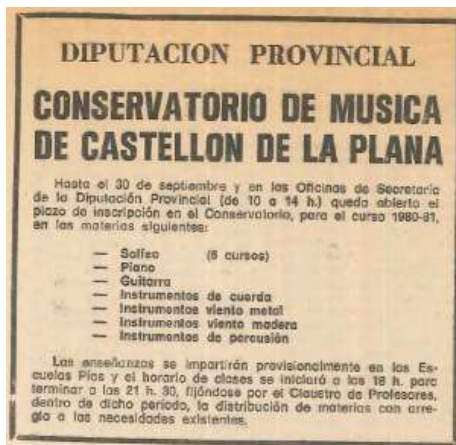 DIPUTACION PROVINCIAL
CONSERVATORIO DE MUSICA
DE CASTELLON DE LA PLANA
Hasta el 30 de septiembre y en las Oficinas de Secretaría
de la Diputación Provincial (de 10 a 14 h.) queda abierto el
plazo de inscripción en el Conservatorio, para el curso 1980-81,
en las materias siguientes:
— Solfeo (5 cursos)
— Piano
— Guitarra
— Instrumentos de cuerda
— Instrumentos viento metal
— Instrumentos viento madera
— Instrumentos de percusión
Las enseñanzas se impartirán provisionalmente en las Es-
cuelas Pías y el horario de clases se iniciará a las 18 h. para
terminar a las 21 h. 30, fijándose por el Claustro de Profesores,
dentro de dicho período, la distribución de materias con arre-
glo a las necesidades existentes.